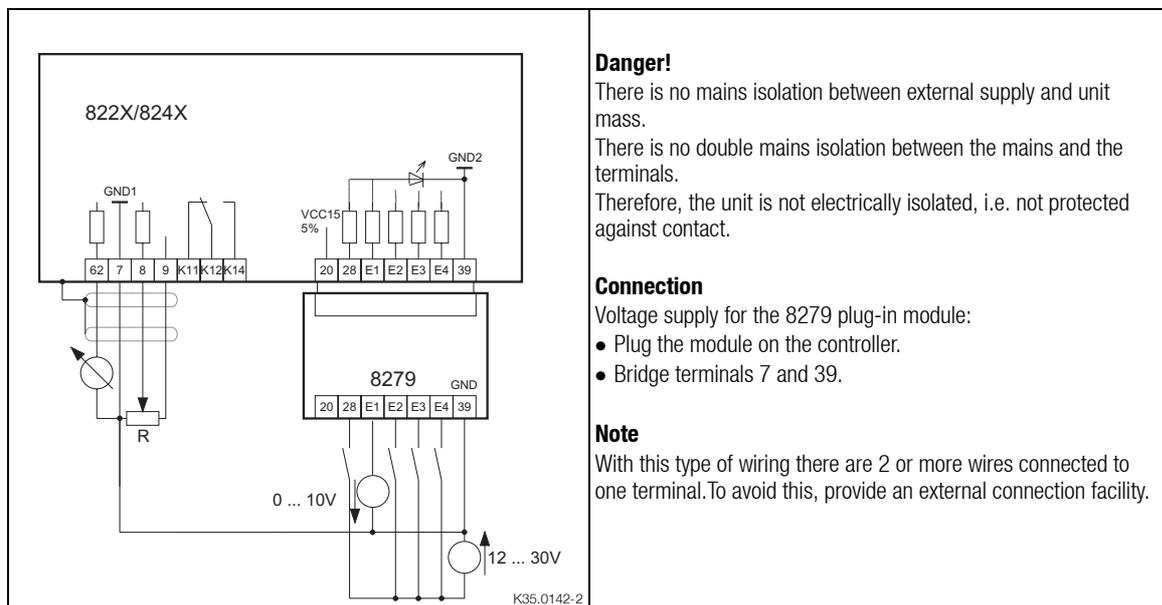 822X/824X
GND1
GND2
VCC15
5%
62 7 8 9 K11 K12 K14
20 28 E1 E2 E3 E4 39
8279
GND
20 28 E1 E2 E3 E4 39
R
0 ... 10V
12 ... 30V
K35.0142-2
Danger!
There is no mains isolation between external supply and unit
mass.
There is no double mains isolation between the mains and the
terminals.
Therefore, the unit is not electrically isolated, i.e. not protected
against contact.
Connection
Voltage supply for the 8279 plug-in module:
● Plug the module on the controller.
● Bridge terminals 7 and 39.
Note
With this type of wiring there are 2 or more wires connected to
one terminal.To avoid this, provide an external connection facility.